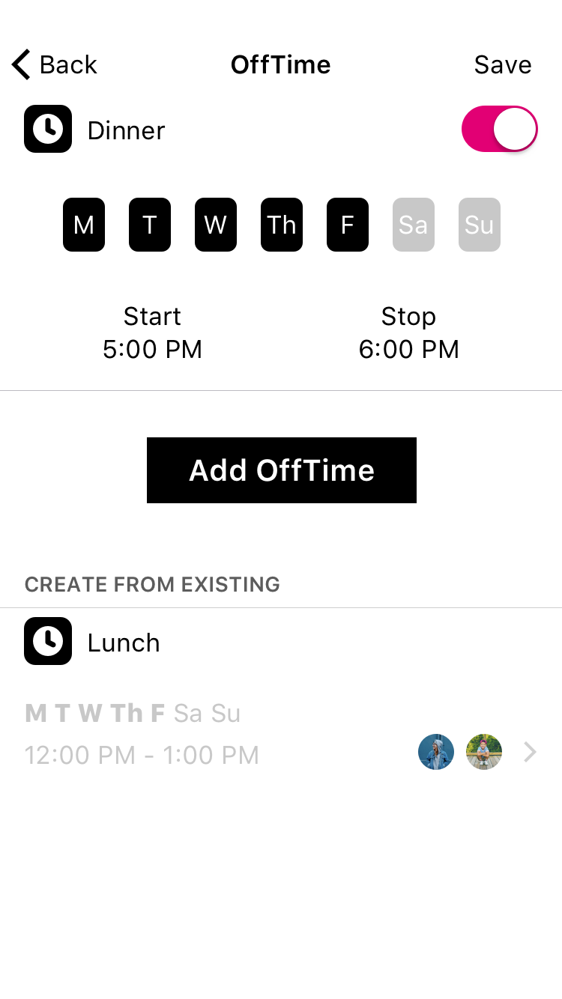 Back OffTime Save
Dinner
M T W Th F Sa Su
Start Stop
5:00 PM 6:00 PM
Add OffTime
CREATE FROM EXISTING
Lunch
M T W Th F Sa Su
12:00 PM - 1:00 PM